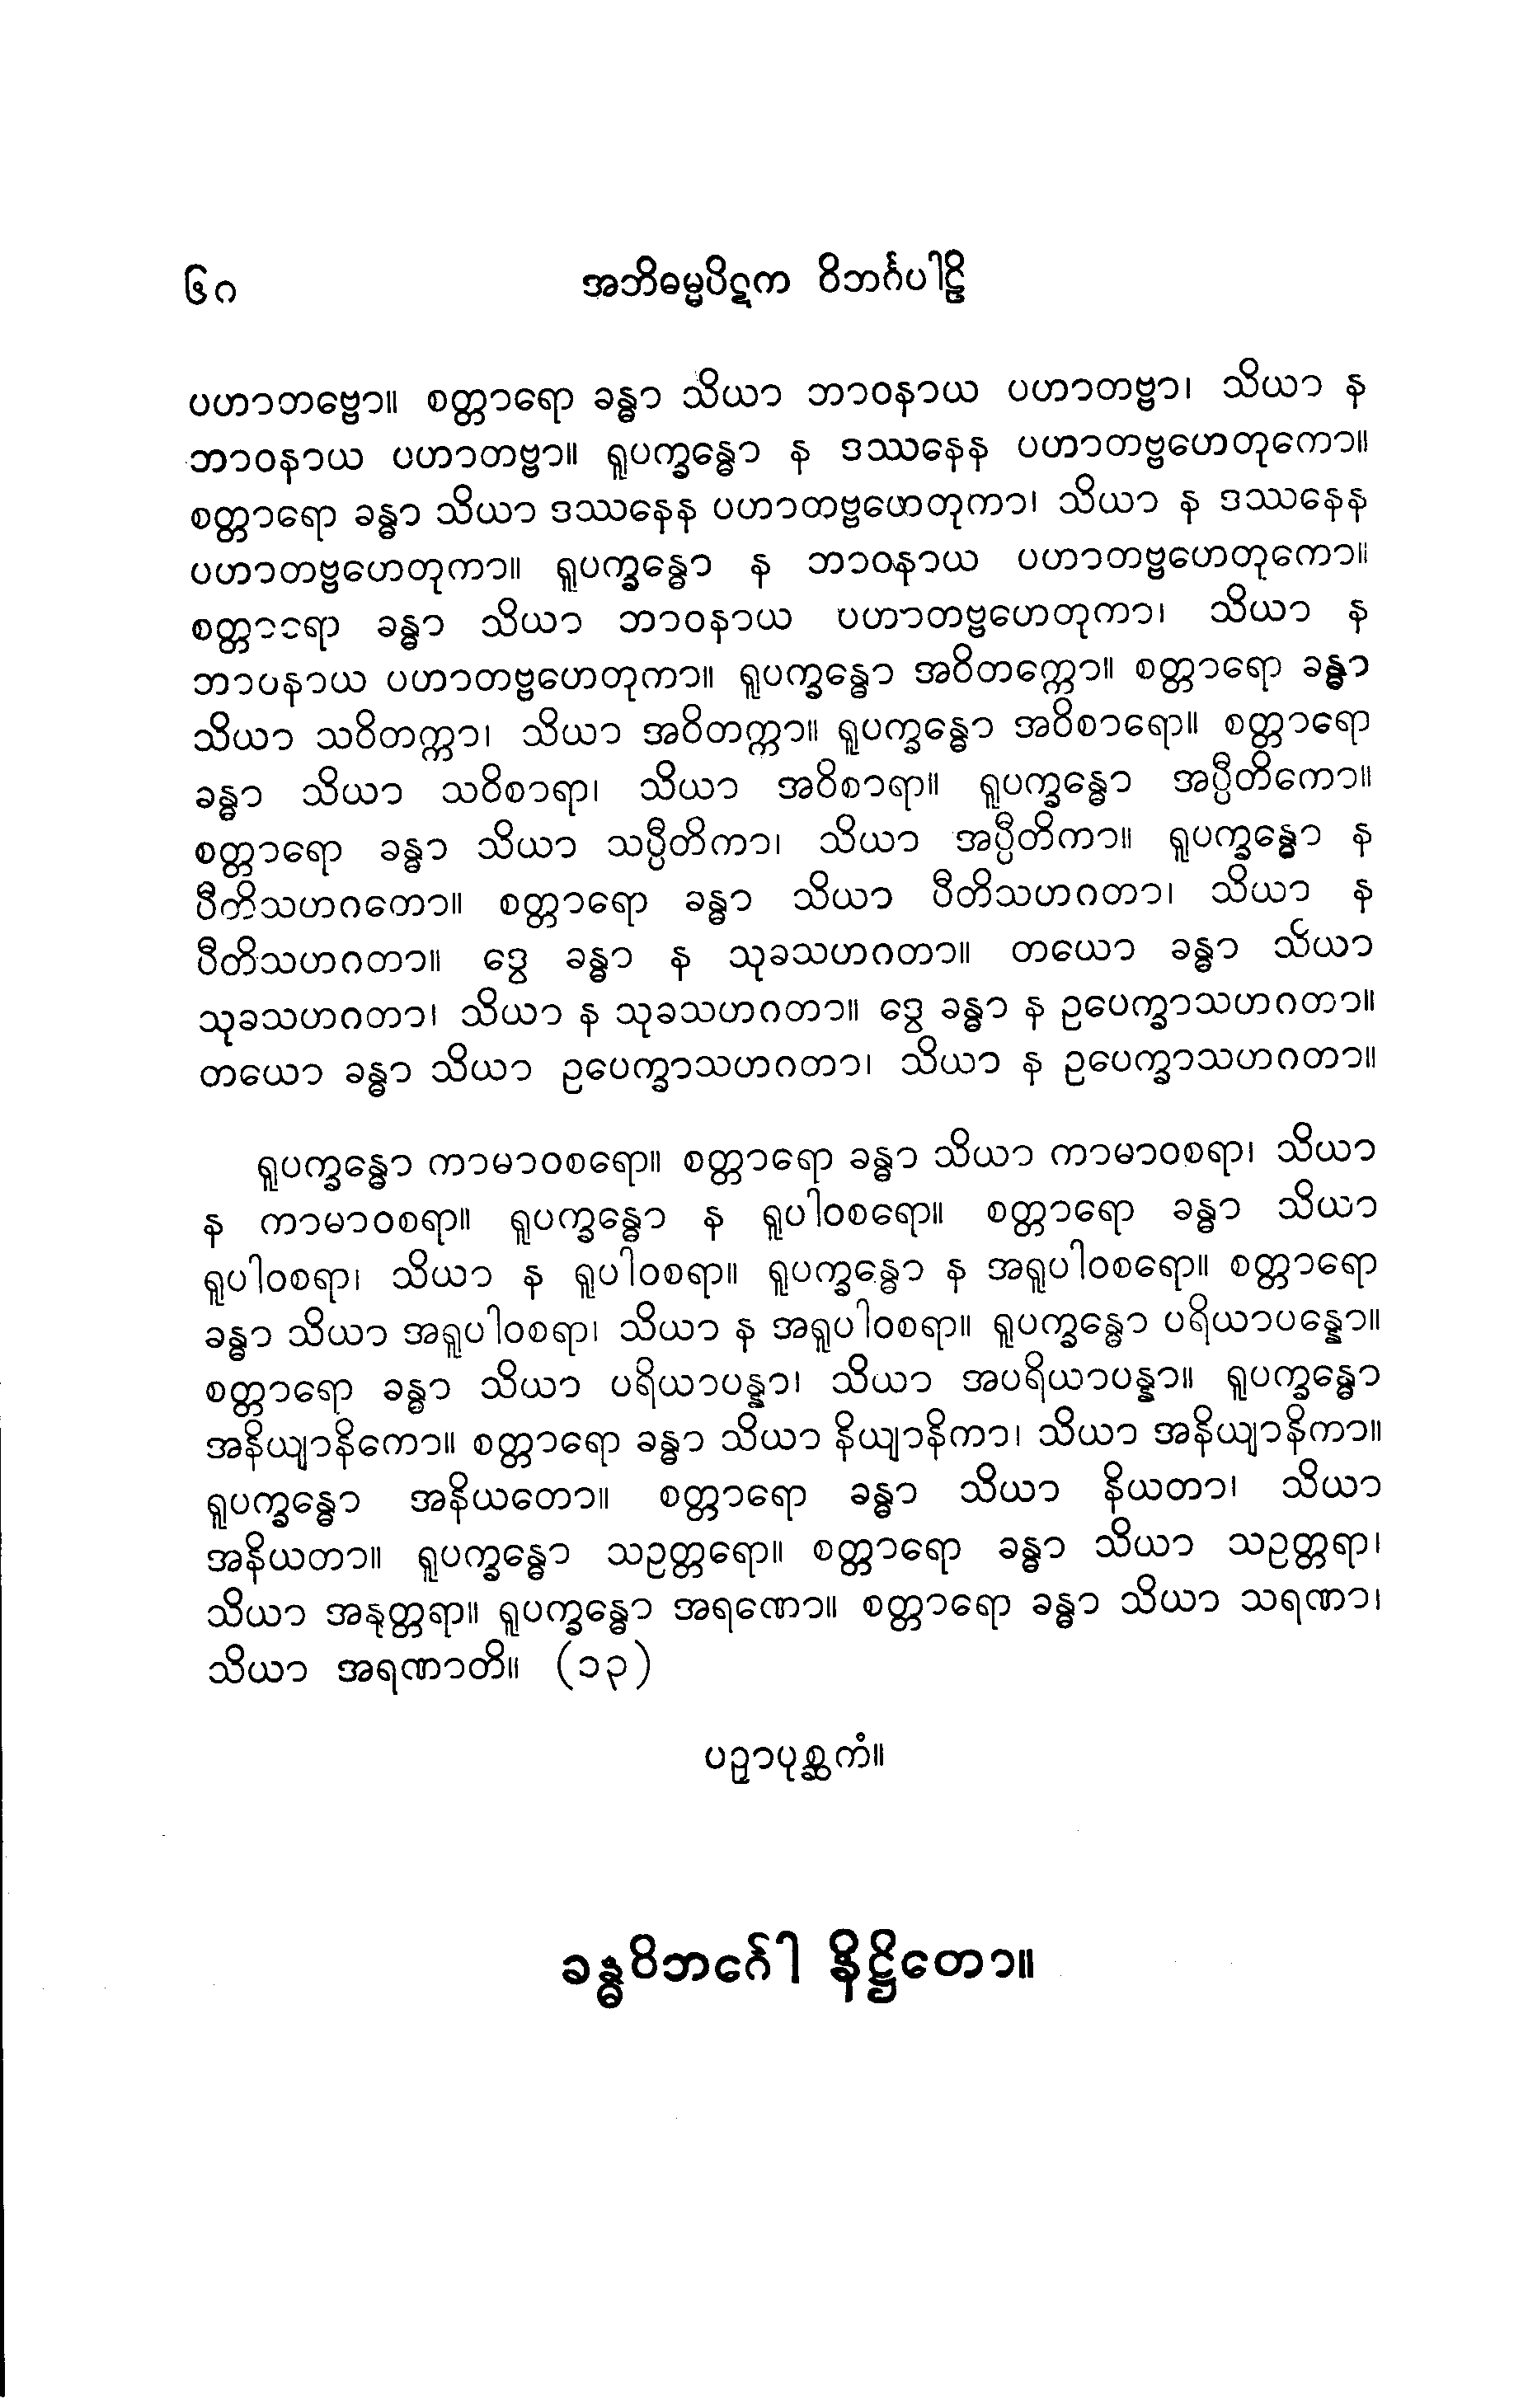 ၆ဂ အဘိဓမ္မပိဋက ဝိဘင်္ဂပါဠိ
ပဟာတဗ္ဗော။ စတ္တာရော ခန္ဓာ သိယာ ဘာဝနာယ ပဟာတဗ္ဗာ၊ သိယာ န
ဘာဝနာယ ပဟာတဗ္ဗာ။ ရူပက္ခန္ဓော န ဒဿနေန ပဟာတဗ္ဗဟေတုကော။
စတ္တာရော ခန္ဓာ သိယာ ဒဿနေန ပဟာတဗ္ဗဟေတုကာ၊ သိယာ န ဒဿနေန
ပဟာတဗ္ဗဟေတုကာ။ ရူပက္ခန္ဓော န ဘာဝနာယ ပဟာတဗ္ဗဟေတုကော။
စတ္တာရော ခန္ဓာ သိယာ ဘာဝနာယ ပဟာတဗ္ဗဟေတုကာ၊ သိယာ န
ဘာဝနာယ ပဟာတဗ္ဗဟေတုကာ။ ရူပက္ခန္ဓော အဝိတက္ကော။ စတ္တာရော ခန္ဓာ
သိယာ သဝိတက္ကာ၊ သိယာ အဝိတက္ကာ။ ရူပက္ခန္ဓော အဝိစာရော။ စတ္တာရော
ခန္ဓာ သိယာ သဝိစာရာ၊ သိယာ အဝိစာရာ။ ရူပက္ခန္ဓော အပ္ပီတိကော။
စတ္တာရော ခန္ဓာ သိယာ သပ္ပီတိကာ၊ သိယာ အပ္ပီတိကာ။ ရူပက္ခန္ဓော န
ပီတိသဟဂတော။ စတ္တာရော ခန္ဓာ သိယာ ပီတိသဟဂတာ၊ သိယာ န
ပီတိသဟဂတာ။ ဒွေ ခန္ဓာ န သုခသဟဂတာ။ တယော ခန္ဓာ သိယာ
သုခသဟဂတာ၊ သိယာ န သုခသဟဂတာ။ ဒွေ ခန္ဓာ န ဥပေက္ခာသဟဂတာ။
တယော ခန္ဓာ သိယာ ဥပေက္ခာသဟဂတာ၊ သိယာ န ဥပေက္ခာသဟဂတာ။
ရူပက္ခန္ဓော ကာမာဝစရော။ စတ္တာရော ခန္ဓာ သိယာ ကာမာဝစရာ၊ သိယာ
န ကာမာဝစရာ။ ရူပက္ခန္ဓော န ရူပါဝစရော။ စတ္တာရော ခန္ဓာ သိယာ
ရူပါဝစရာ၊ သိယာ န ရူပါဝစရာ။ ရူပက္ခန္ဓော န အရူပါဝစရော။ စတ္တာရော
ခန္ဓာ သိယာ အရူပါဝစရာ၊ သိယာ န အရူပါဝစရာ။ ရူပက္ခန္ဓော ပရိယာပန္နော။
စတ္တာရော ခန္ဓာ သိယာ ပရိယာပန္နာ၊ သိယာ အပရိယာပန္နာ။ ရူပက္ခန္ဓော
အနိယျာနိကော။ စတ္တာရော ခန္ဓာ သိယာ နိယျာနိကာ၊ သိယာ အနိယျာနိကာ။
ရူပက္ခန္ဓော အနိယတော။ စတ္တာရော ခန္ဓာ သိယာ နိယတာ၊ သိယာ
အနိယတာ။ ရူပက္ခန္ဓော သဥတ္တရော။ စတ္တာရော ခန္ဓာ သိယာ သဥတ္တရာ၊
သိယာ အနုတ္တရာ။ ရူပက္ခန္ဓော အရဏော။ စတ္တာရော ခန္ဓာ သိယာ သရဏာ၊
သိယာ အရဏာတိ။ (၁၃)
ပဉှာပုစ္ဆကံ။
ခန္ဓဝိဘင်္ဂေါ နိဋ္ဌိတော။